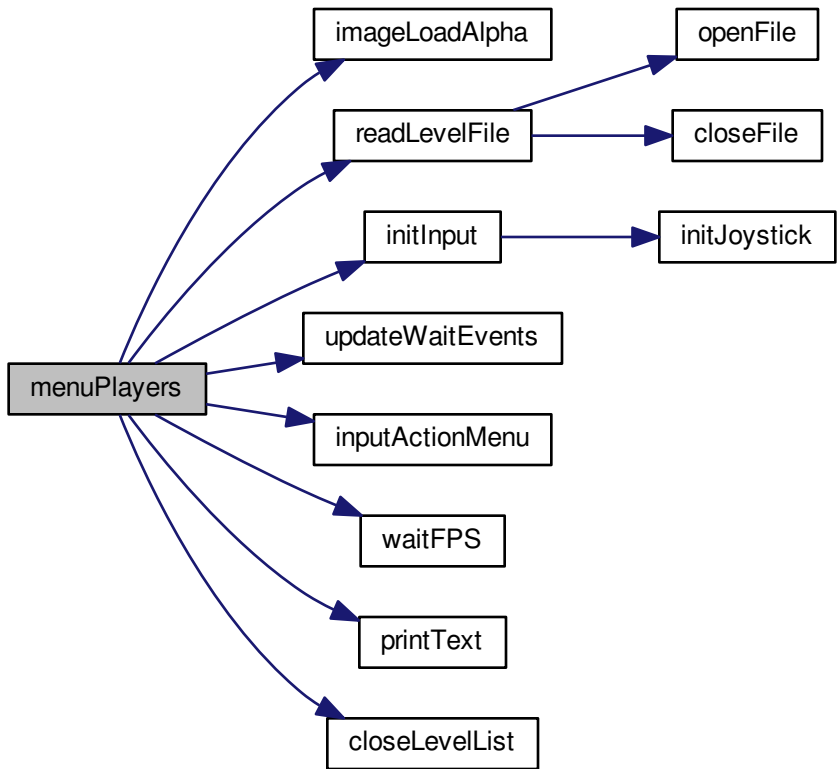 imageLoadAlpha
openFile
readLevelFile
closeFile
initInput
initJoystick
updateWaitEvents
menuPlayers
inputActionMenu
waitFPS
printText
closeLevelList